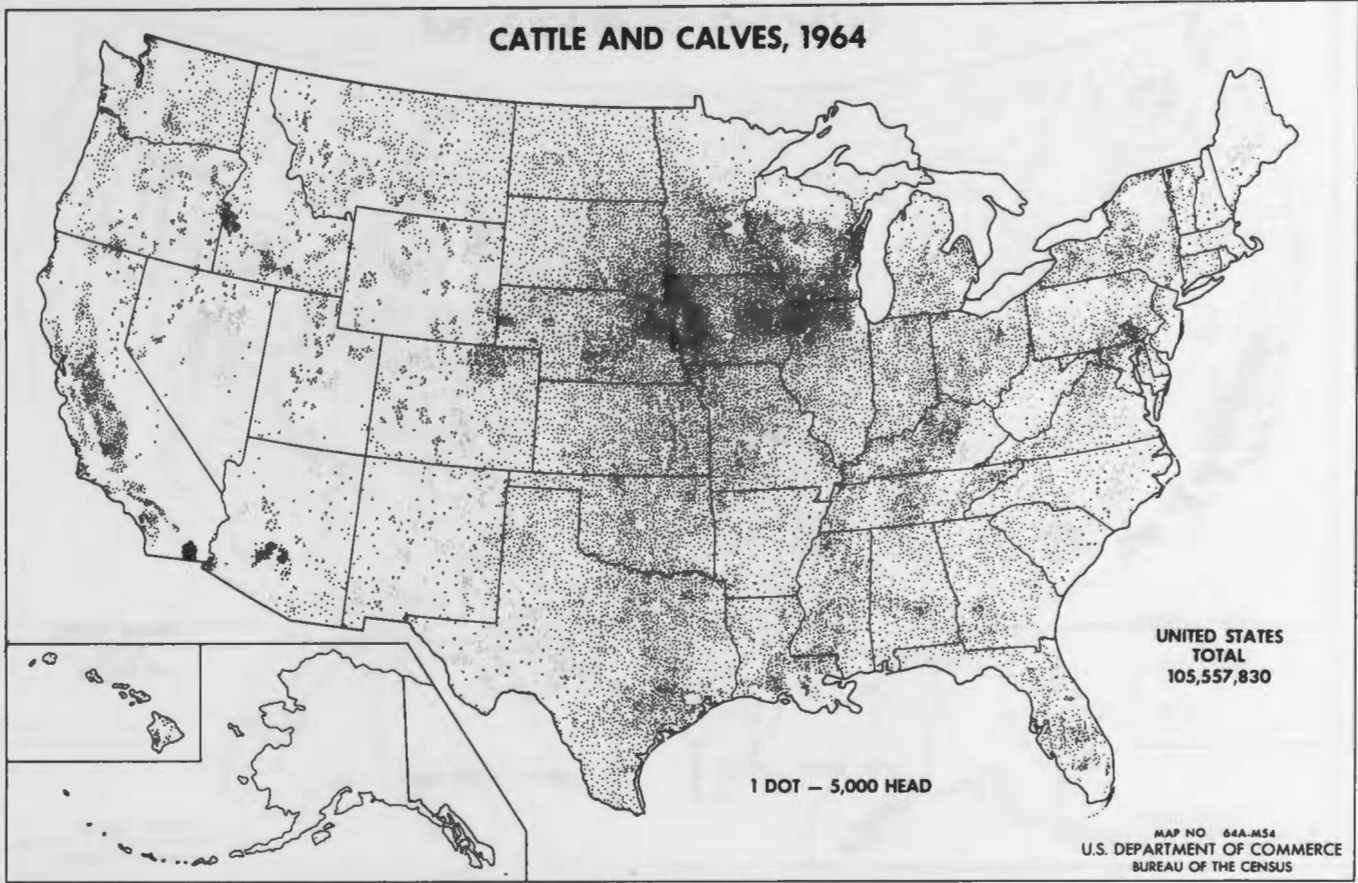 CATTLE AND CALVES, 1964
UNITED STATES
TOTAL
105,557,830
1 DOT — 5,000 HEAD
MAP NO 64A-M54
U.S. DEPARTMENT OF COMMERCE
BUREAU OF THE CENSUS